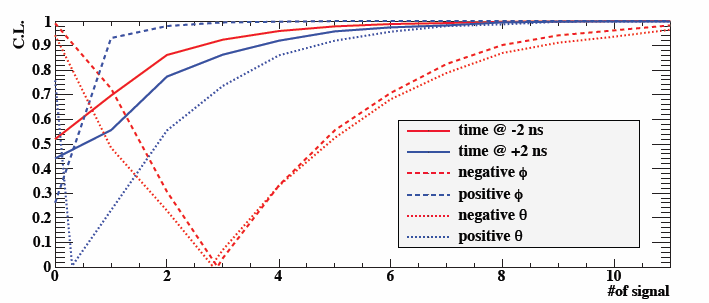 C.L.
1
0.9
0.8
0.7
0.6
0.5
0.4
0.3
0.2
0.1
0
0 2 4 6 8 10
#of signal
time @ -2 ns
time @ +2 ns
negative ϕ
positive ϕ
negative θ
positive θ